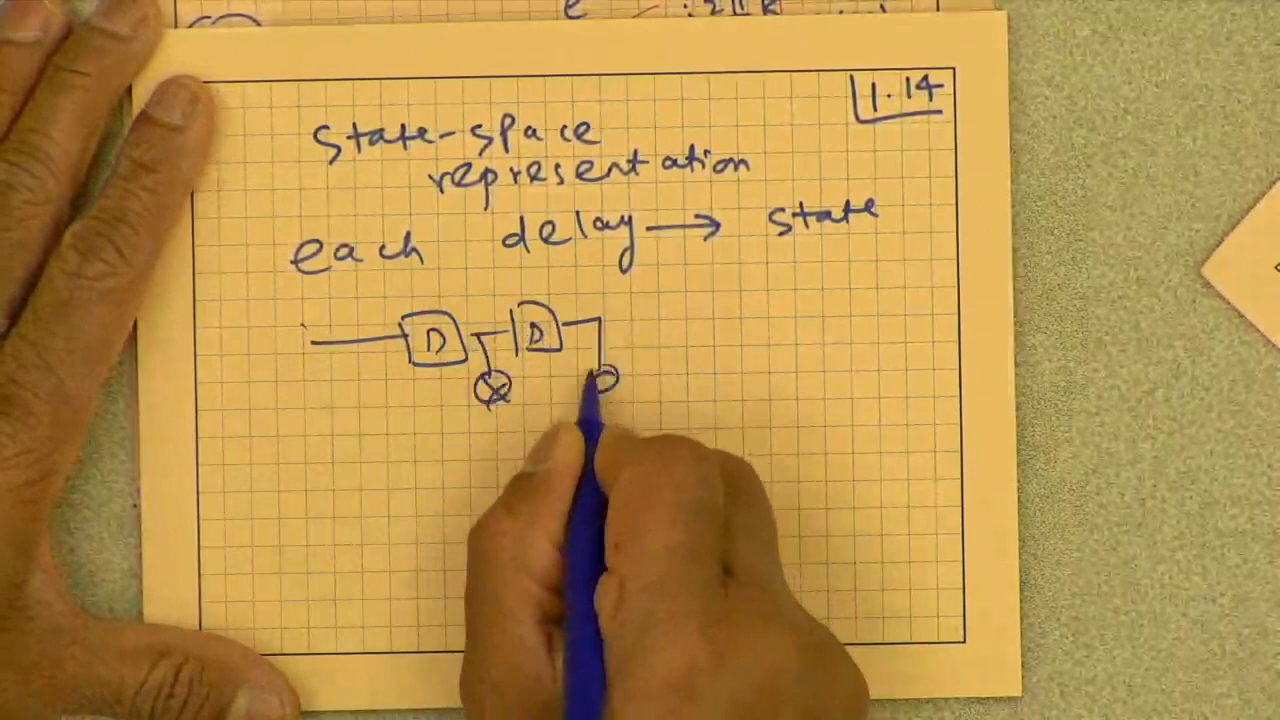 1.14
state-space
representation
each delay → state
D D